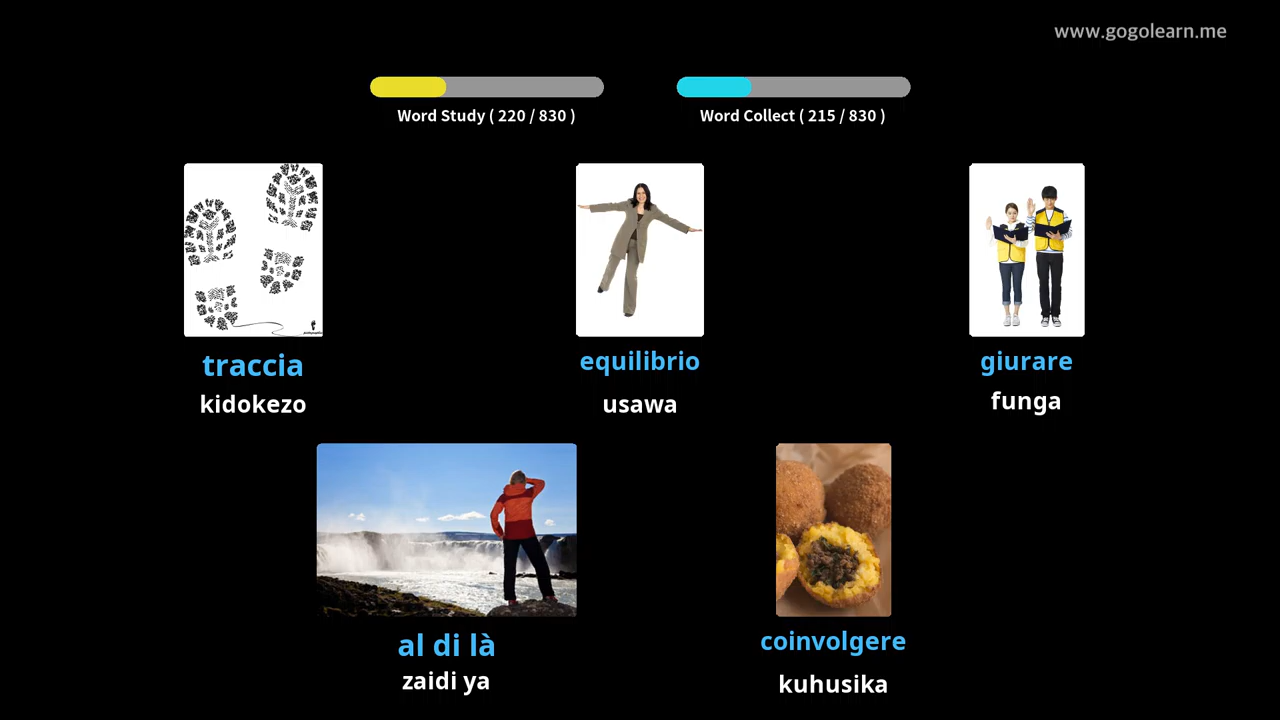 www.gogolearn.me
Word Study ( 220 / 830 )
Word Collect ( 215 / 830 )
traccia
kidokezo
equilibrio
usawa
giurare
funga
al di là
zaidi ya
coinvolgere
kuhusika